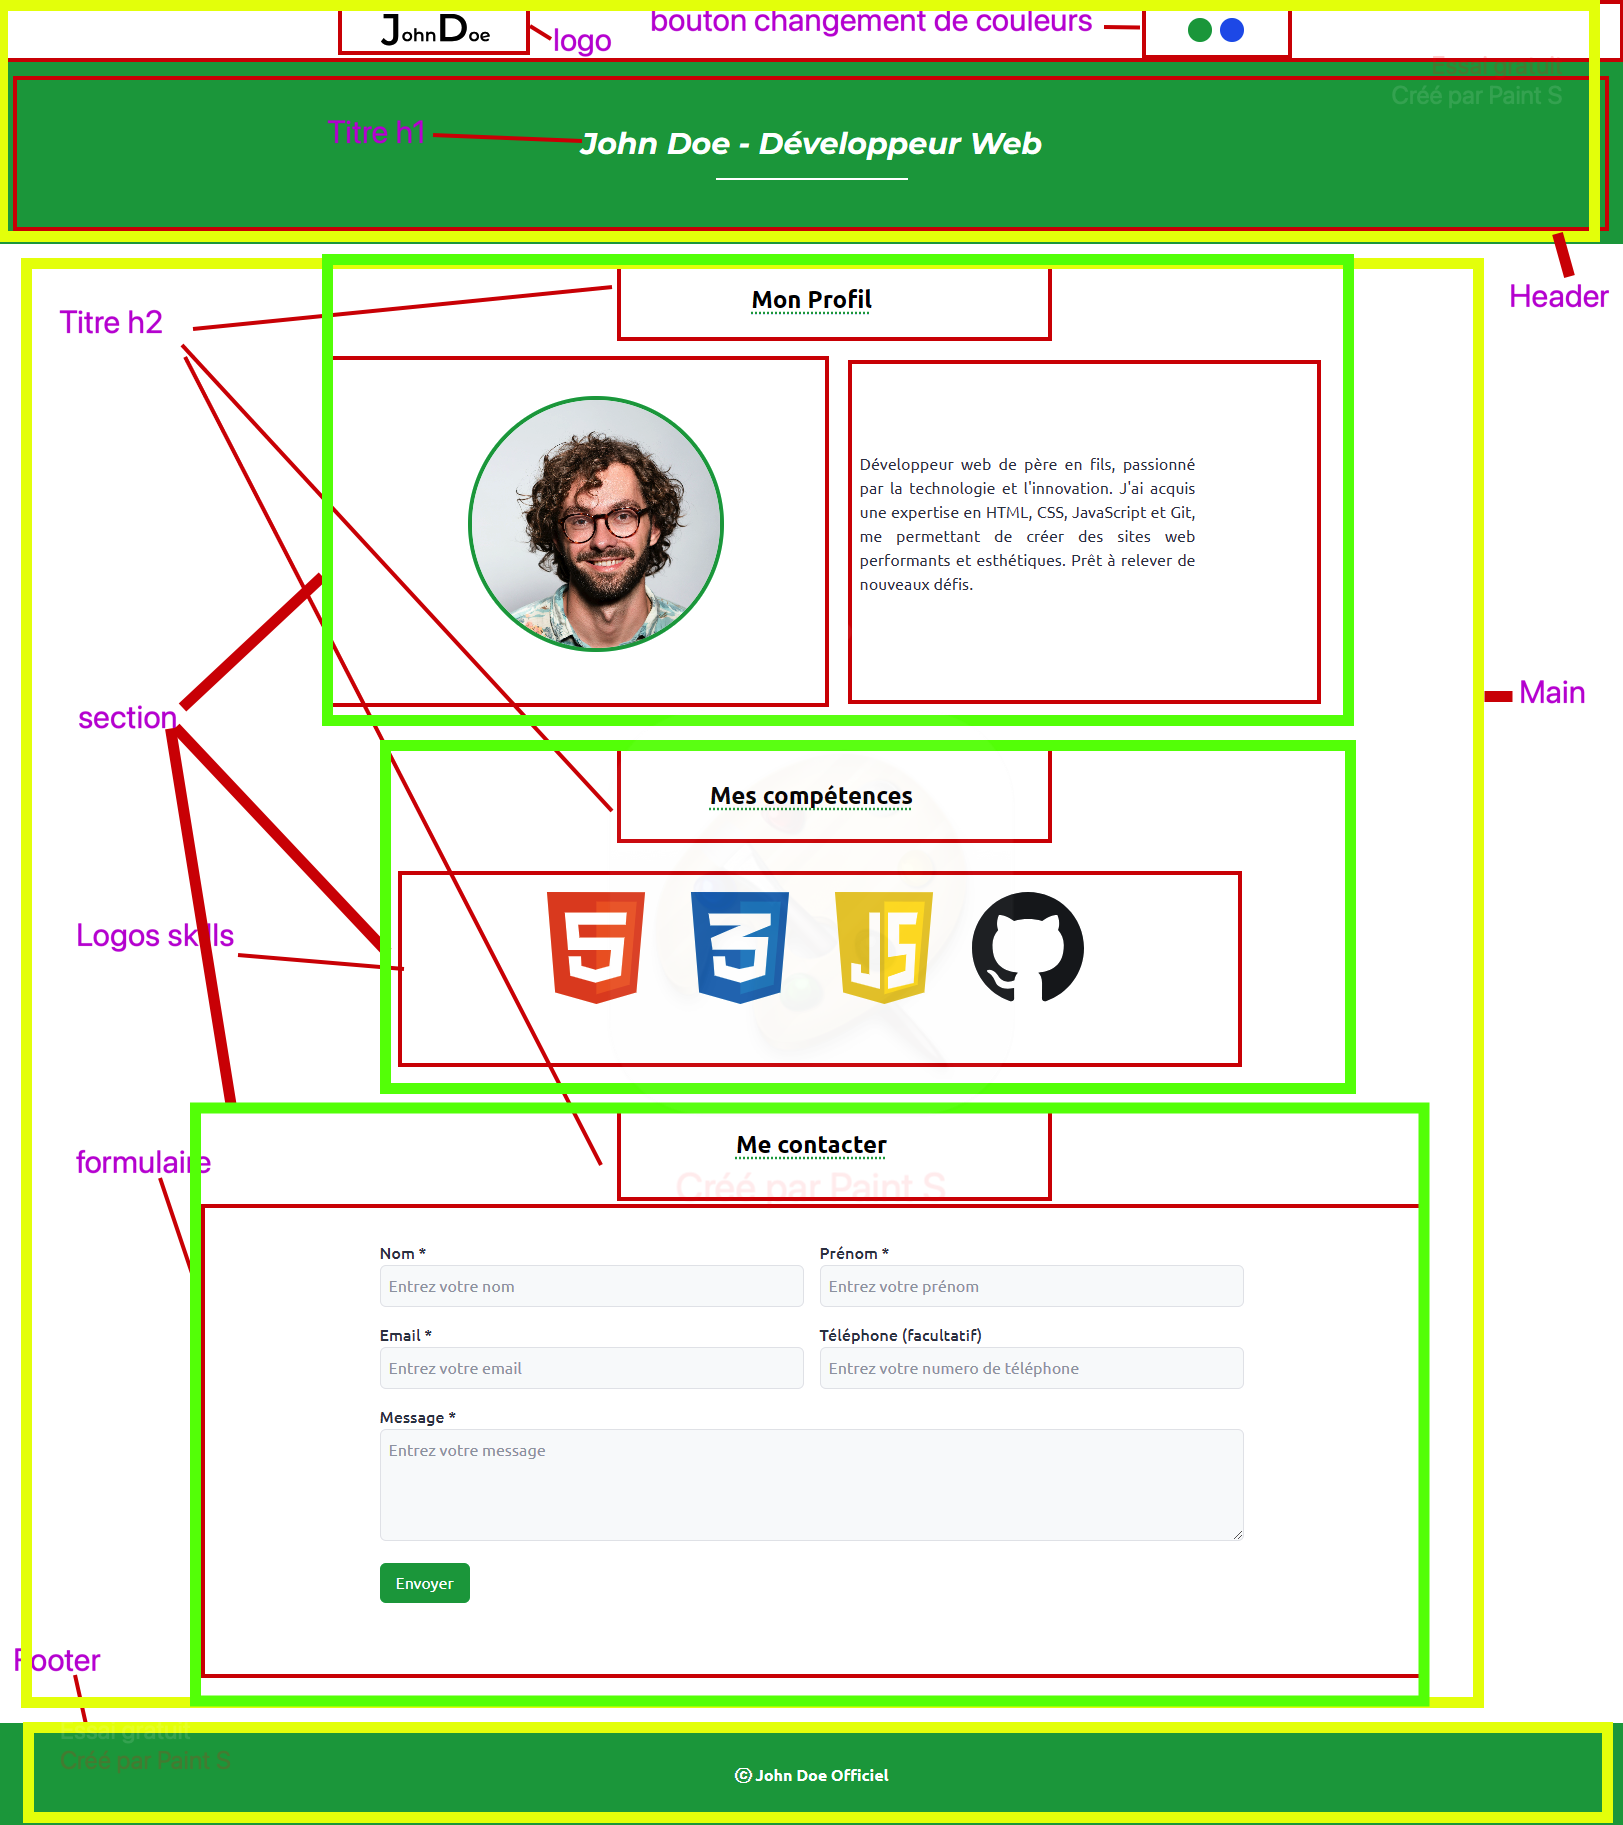 JohnDoe
logo
bouton changement de couleurs
Essai gratuit
Créé par Paint S
Titre h1
John Doe - Développeur Web
Header
Titre h2
Mon Profil
Développeur web de père en fils, passionné
par la technologie et l'innovation. J'ai acquis
une expertise en HTML, CSS, JavaScript et Git,
me permettant de créer des sites web
performants et esthétiques. Prêt à relever de
nouveaux défis.
section
Main
Mes compétences
Logos skills
5
3
JS
Me contacter
Créé par Paint S
formulaire
Nom *
Prénom *
Entrez votre nom
Entrez votre prénom
Email *
Téléphone (facultatif)
Entrez votre email
Entrez votre numero de téléphone
Message *
Entrez votre message
Envoyer
Footer
Essai gratuit
Créé par Paint S
© John Doe Officiel